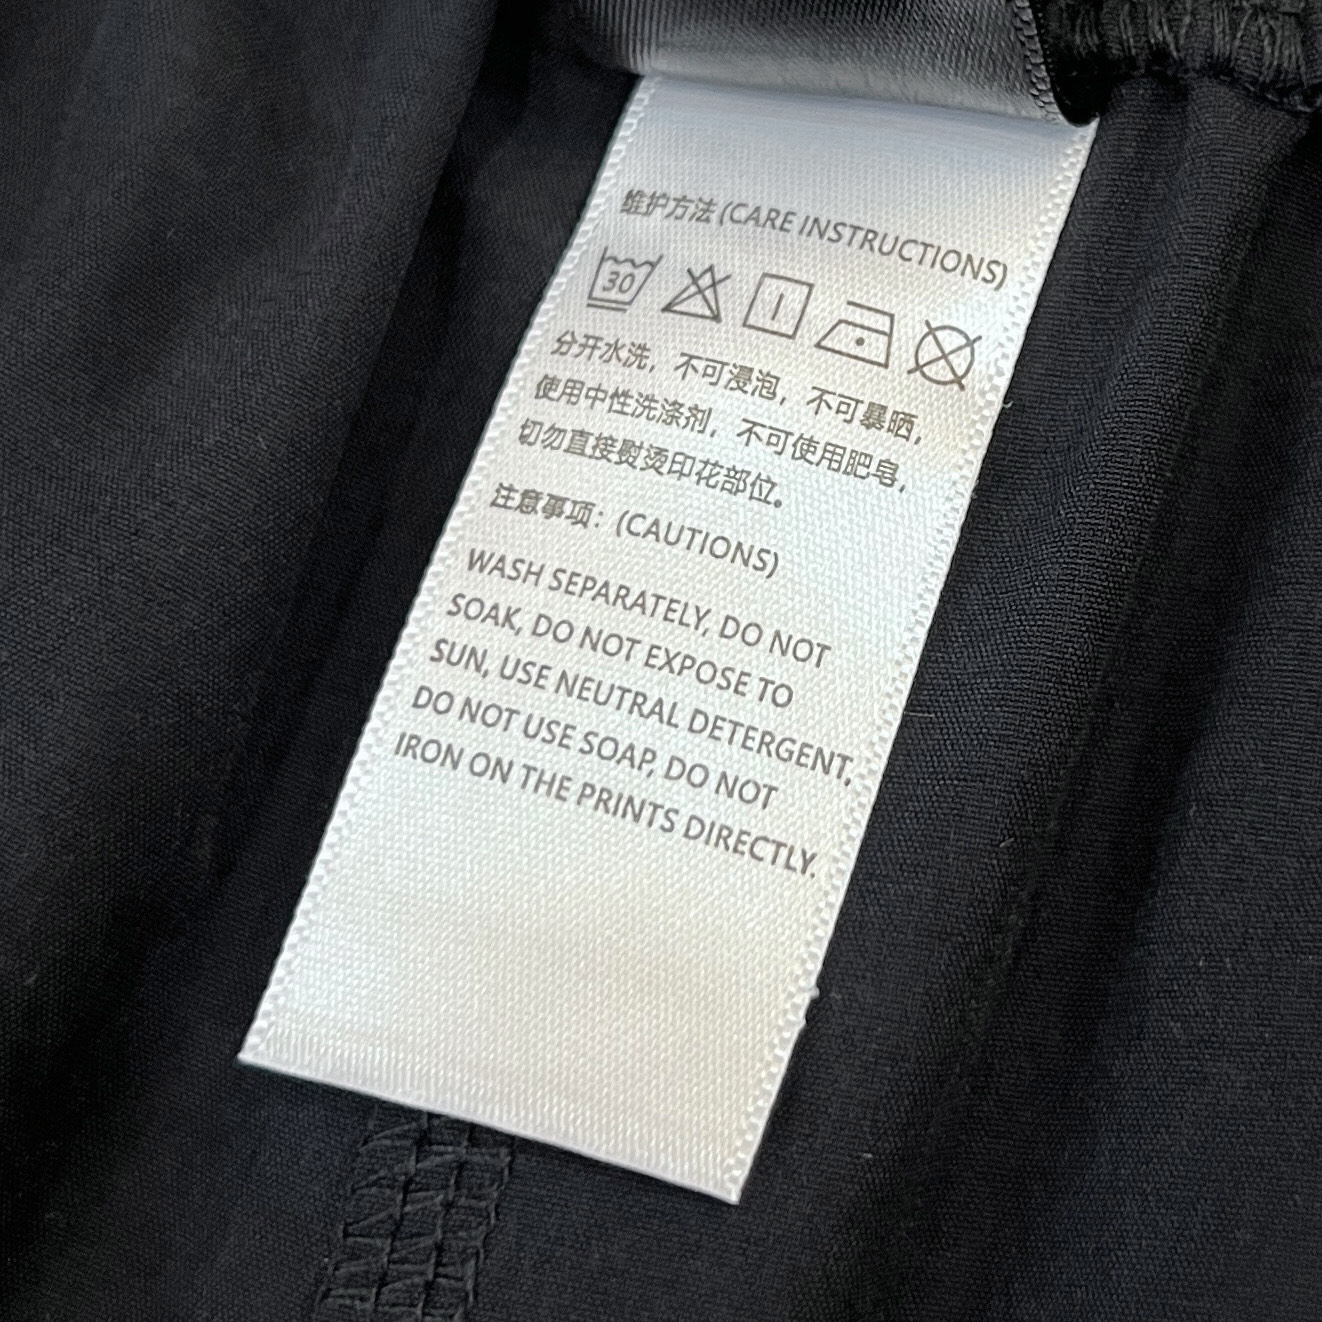 维护方法 (CARE INSTRUCTIONS)
30
分开水洗，不可浸泡，不可暴晒，
使用中性洗涤剂，不可使用肥皂，
切勿直接熨烫印花部位。
注意事项：(CAUTIONS)
WASH SEPARATELY, DO NOT
SOAK, DO NOT EXPOSE TO
SUN, USE NEUTRAL DETERGENT,
DO NOT USE SOAP, DO NOT
IRON ON THE PRINTS DIRECTLY.